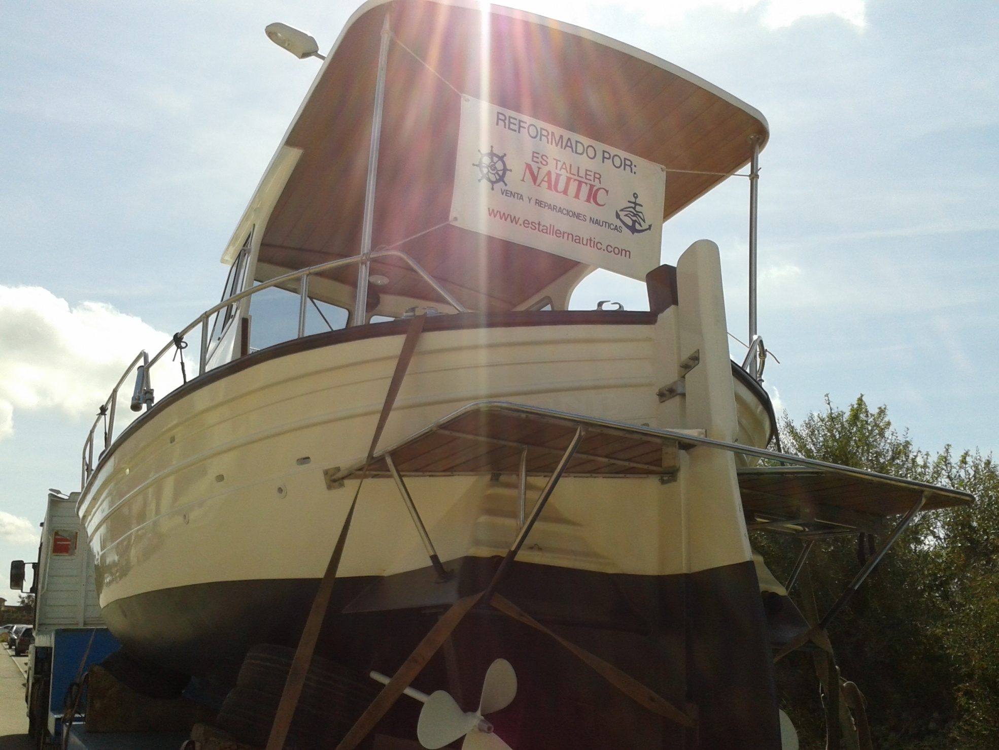 REFORMADO POR:
ES TALLER
NAUTIC
VENTA Y REPARACIONES NAUTICAS
www.estallernautic.com